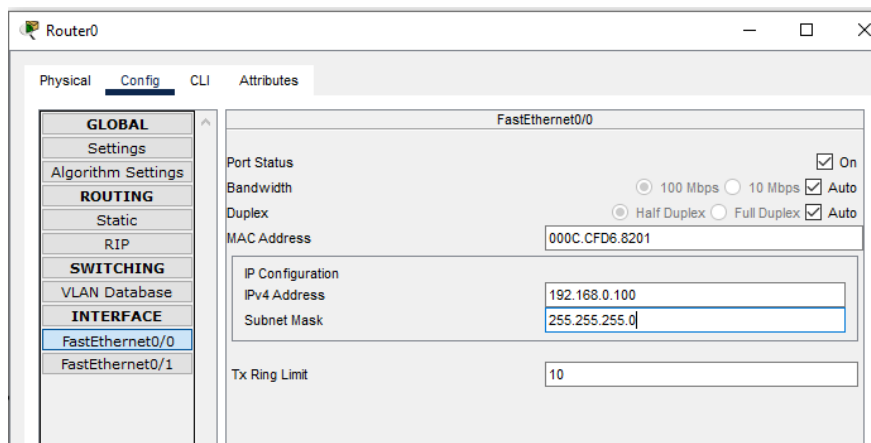 Router0
Physical Config CLI Attributes
GLOBAL
Settings
Algorithm Settings
ROUTING
Static
RIP
SWITCHING
VLAN Database
INTERFACE
FastEthernet0/0
FastEthernet0/1
FastEthernet0/0
Port Status On
Bandwidth 100 Mbps 10 Mbps Auto
Duplex Half Duplex Full Duplex Auto
MAC Address 000C.CFD6.8201
IP Configuration
IPv4 Address 192.168.0.100
Subnet Mask 255.255.255.0
Tx Ring Limit 10